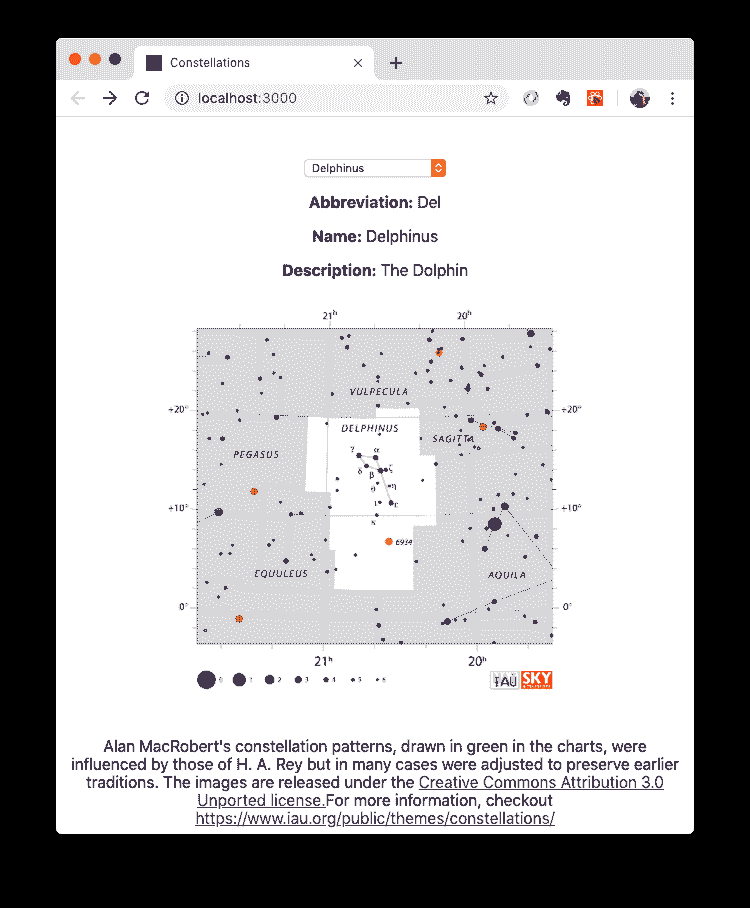 Constellations
localhost:3000
Delphinus
Abbreviation: Del
Name: Delphinus
Description: The Dolphin
21h 20h
VULPECULA
+20° +20°
DELPHINUS
SAGITTA
PEGASUS
γ α
δ β ζ
θ η
ι ε
κ
+10° +10°
6934
EQUULEUS AQUILA
0° 0°
21h 20h
0 1 2 3 4 5 6
IAU SKY
Alan MacRobert's constellation patterns, drawn in green in the charts, were
influenced by those of H. A. Rey but in many cases were adjusted to preserve earlier
traditions. The images are released under the Creative Commons Attribution 3.0
Unported license.For more information, checkout
https://www.iau.org/public/themes/constellations/